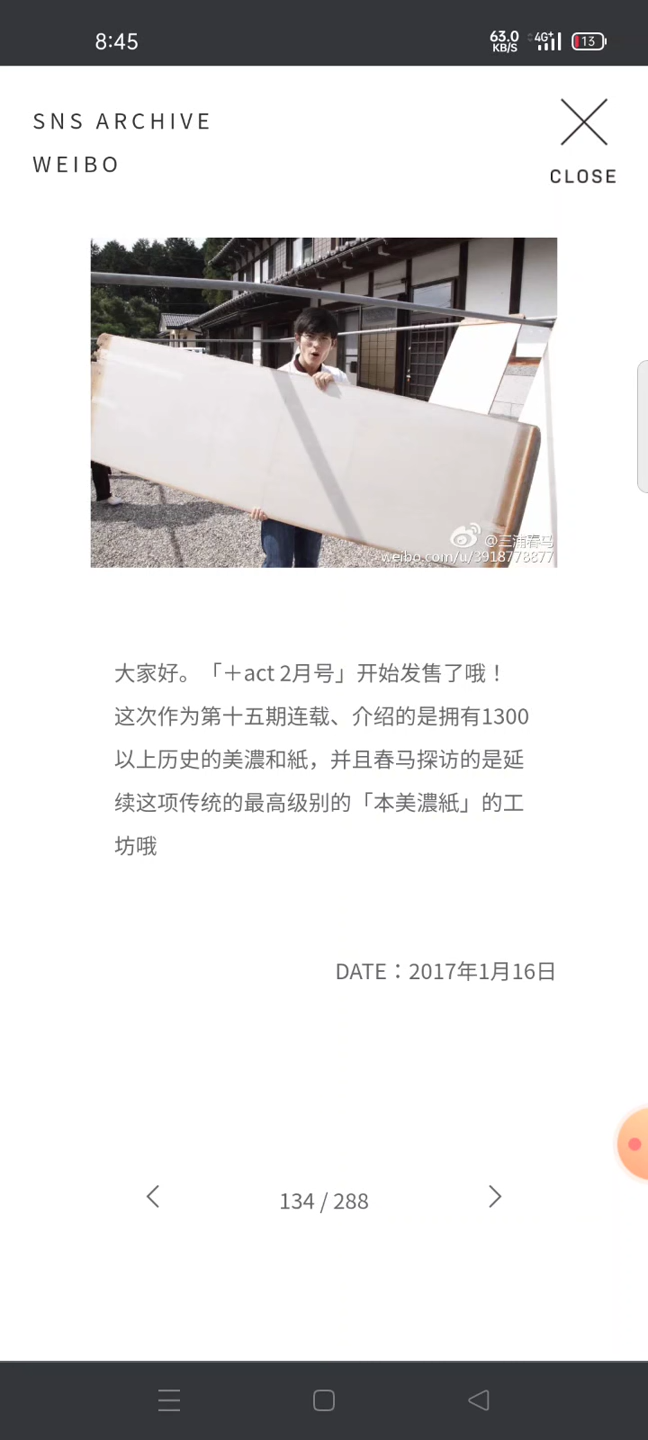 8:45
63.0
KB/S
4G+
13
SNS ARCHIVE
WEIBO
CLOSE
@三浦春马
weibo.com/u/3918778877
大家好。「＋act 2月号」开始发售了哦！
这次作为第十五期连载、介绍的是拥有1300
以上历史的美濃和紙，并且春马探访的是延
续这项传统的最高级别的「本美濃紙」的工
坊哦
DATE：2017年1月16日
134 / 288